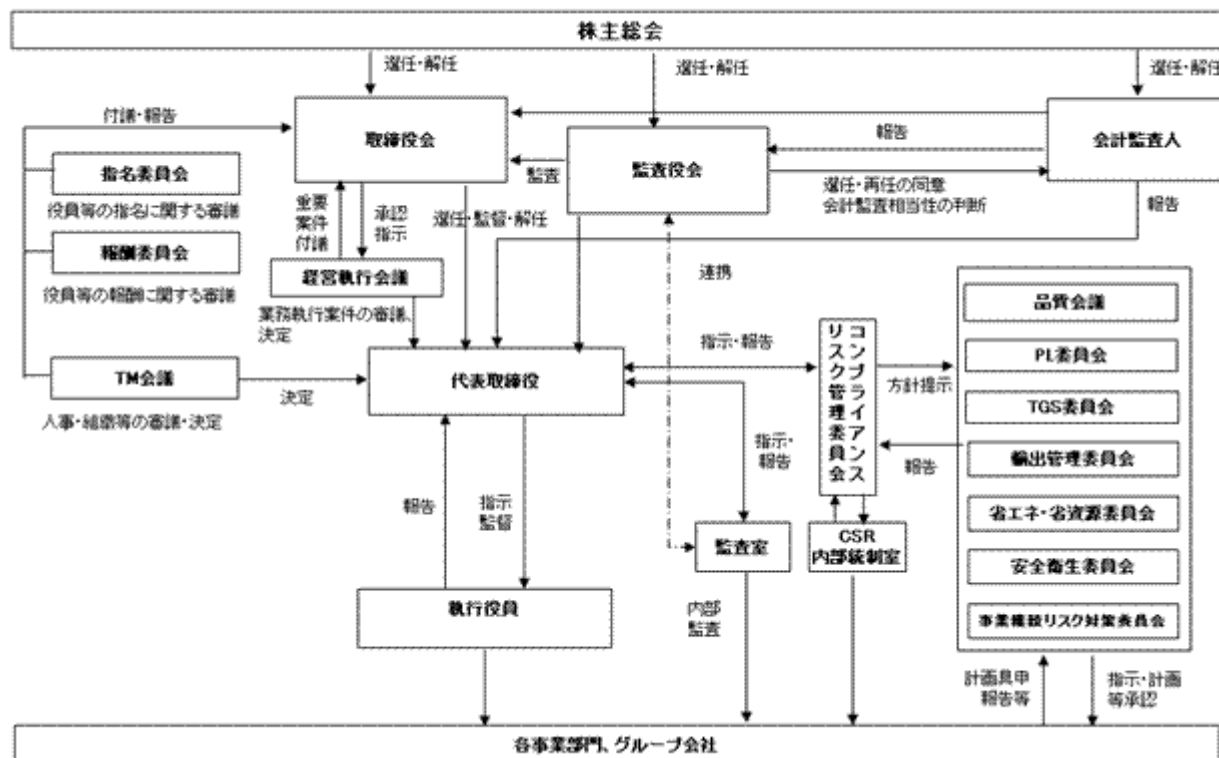 株主総会
選任・解任
選任・解任
選任・解任
付議・報告
取締役会
監査役会
会計監査人
報告
監査
選任・再任の同意
会計監査相当性の判断
報告
指名委員会
役員等の指名に関する審議
重要
案件
付議
承認
指示
選任・監督・解任
報酬委員会
役員等の報酬に関する審議
経営執行会議
業務執行案件の審議、
決定
連携
TM会議
人事・組織等の審議・決定
決定
代表取締役
指示・報告
コンプライアンス
リスク管理委員会
方針提示
報告
品質会議
PL委員会
TGS委員会
輸出管理委員会
省エネ・省資源委員会
安全衛生委員会
事業継続リスク対策委員会
指示・
報告
報告
指示
監督
監査室
CSR
内部統制室
執行役員
内部
監査
計画具申
報告等
指示・計画
等承認
各事業部門、グループ会社